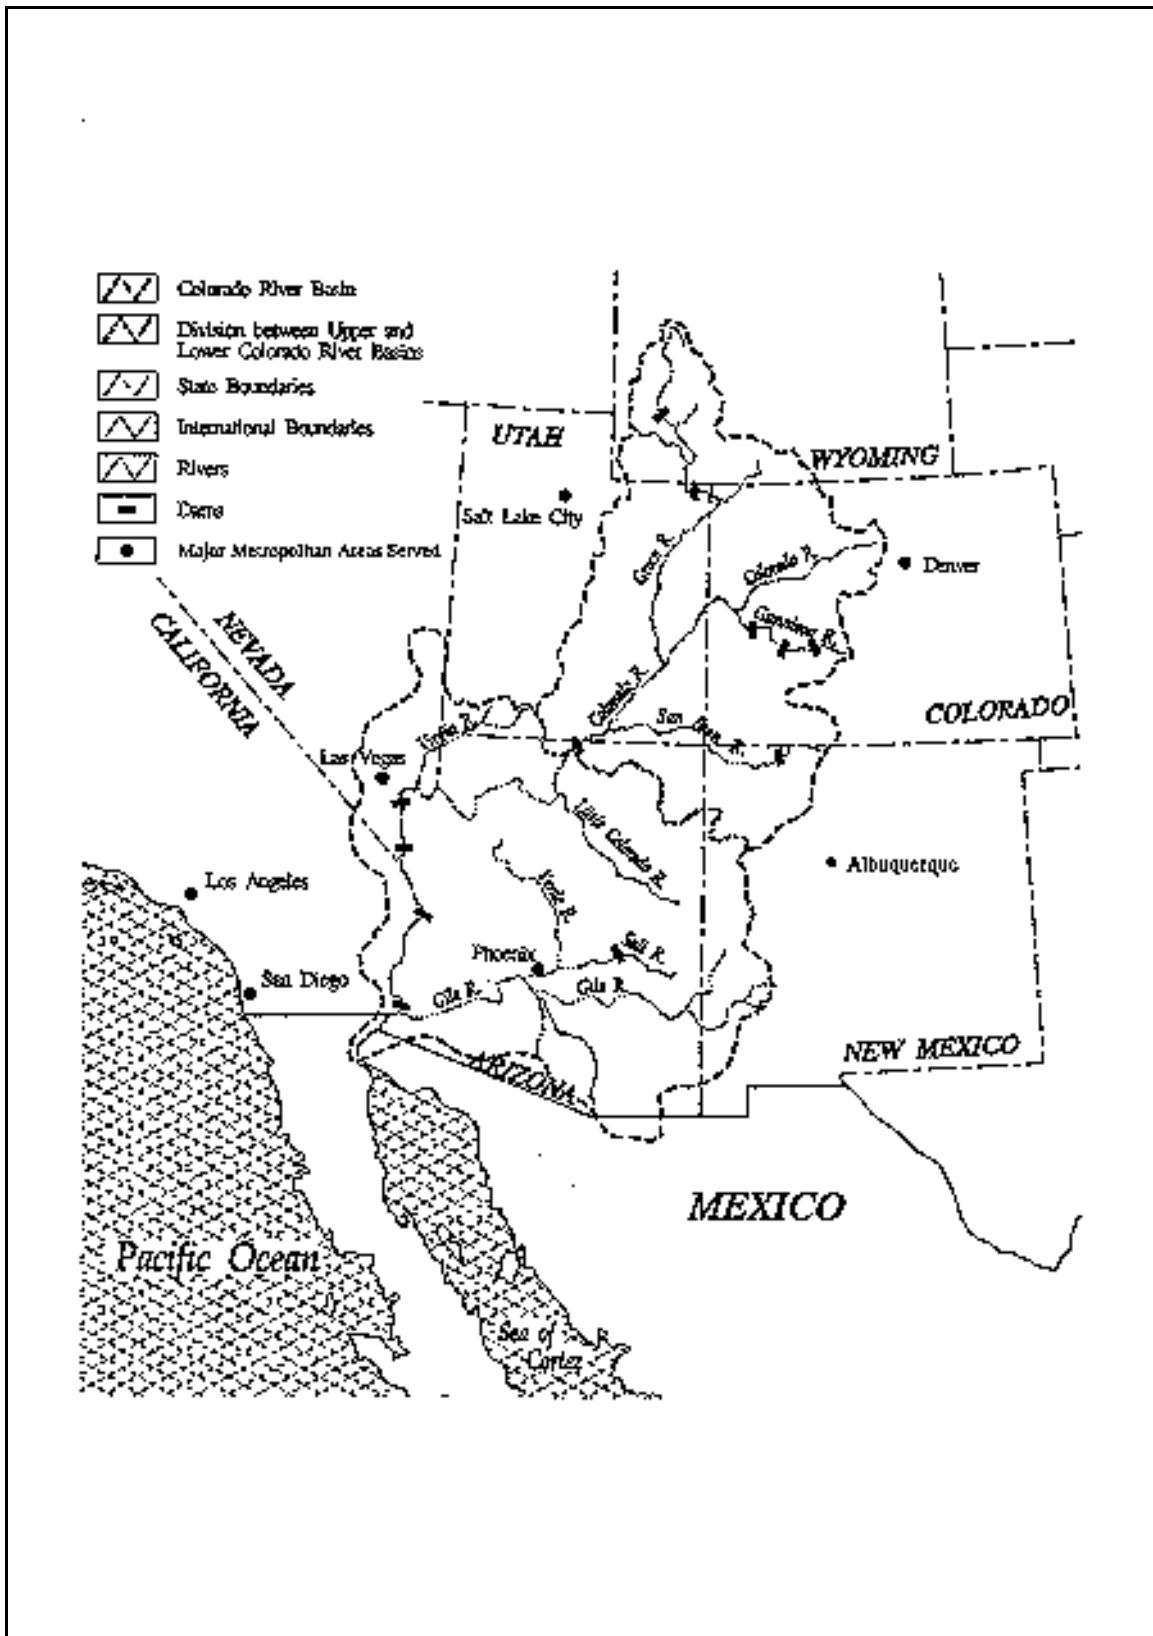 Colorado River Basin
Division between Upper and
Lower Colorado River Basins
State Boundaries
International Boundaries
Rivers
Dams
Major Metropolitan Areas Served
UTAH
WYOMING
Salt Lake City
Green R.
Colorado R.
Denver
Gunnison R.
NEVADA
CALIFORNIA
Colorado R.
San Juan R.
COLORADO
Virgin R.
Las Vegas
Little Colorado R.
Albuquerque
Los Angeles
Verde R.
Phoenix
Salt R.
San Diego
Gila R.
Gila R.
ARIZONA
NEW MEXICO
MEXICO
Pacific Ocean
Sea of
Cortez